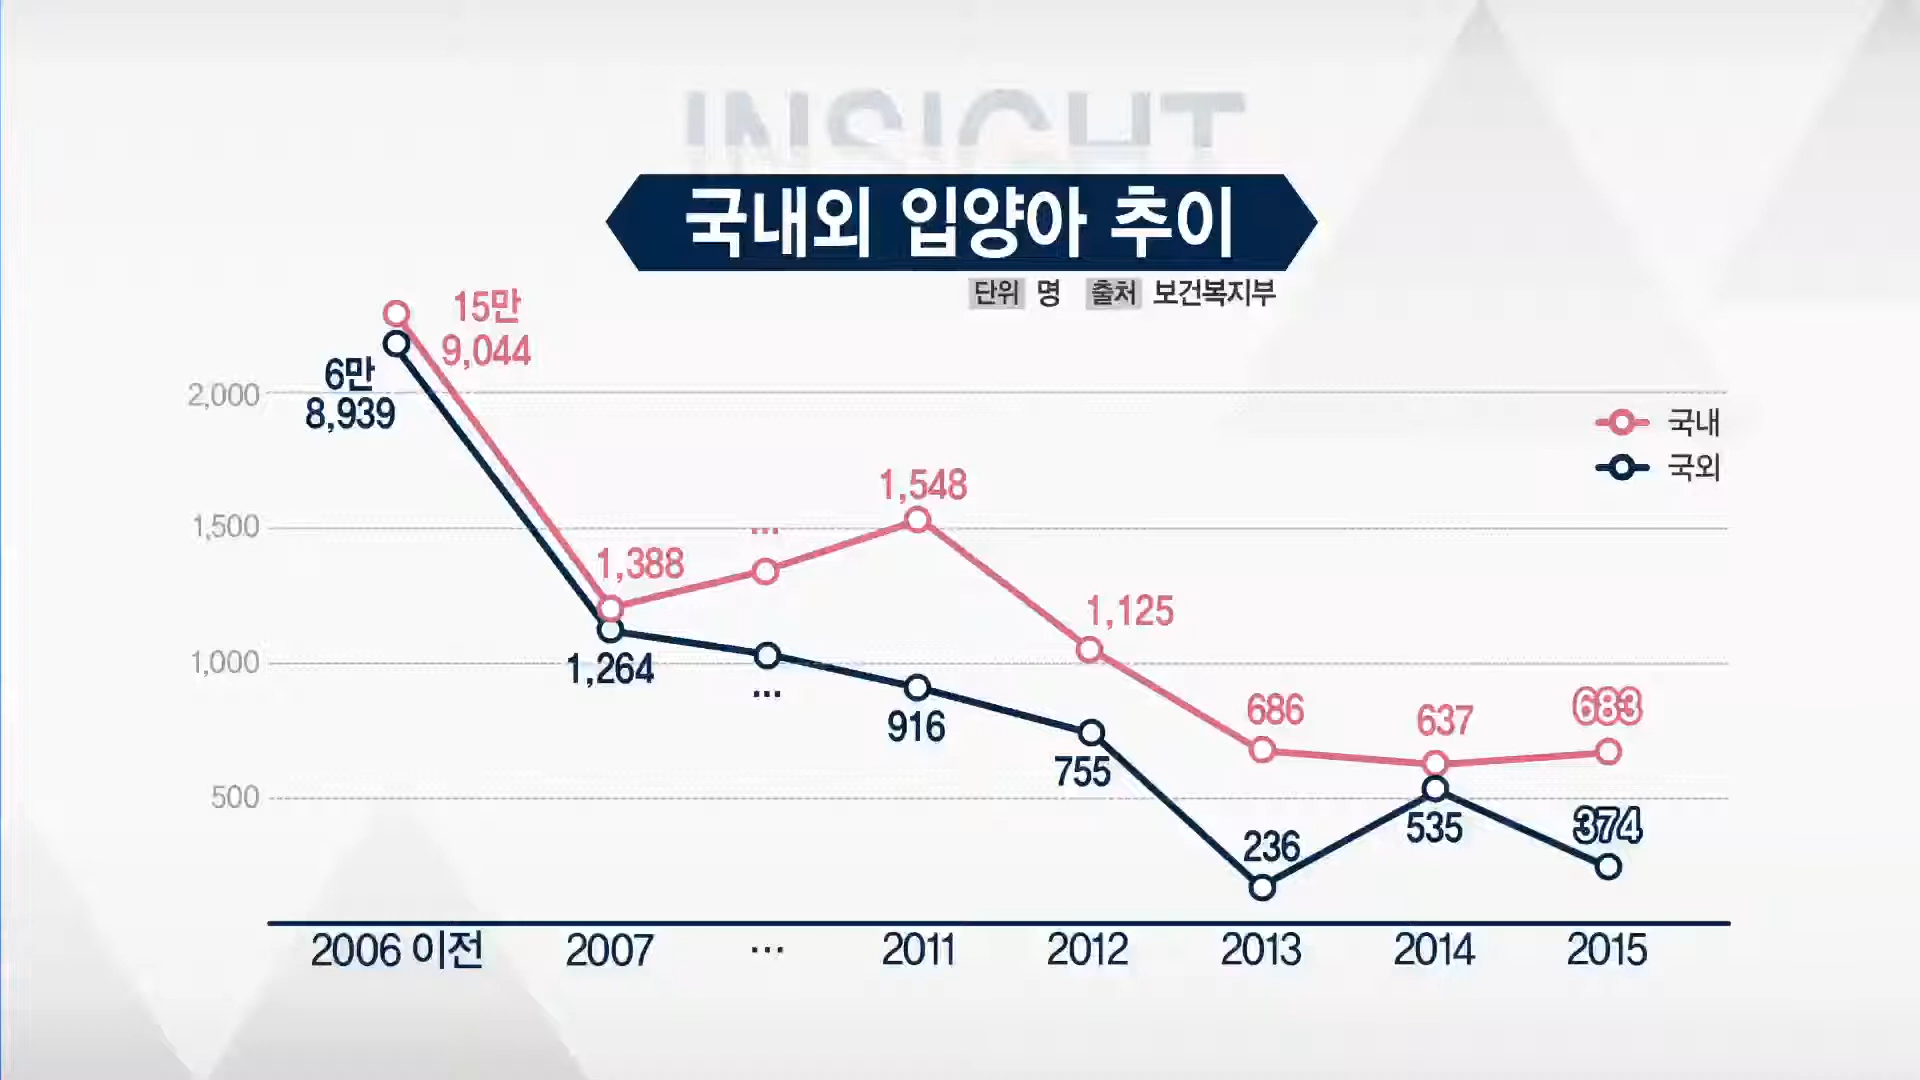 INSIGHT
국내외 입양아 추이
단위 명 출처 보건복지부
15만
9,044
6만
8,939
2,000
국내
국외
1,548
1,500
...
1,388
1,125
1,000
1,264
...
916
755
686
637
683
500
236
535
374
2006 이전 2007 ... 2011 2012 2013 2014 2015